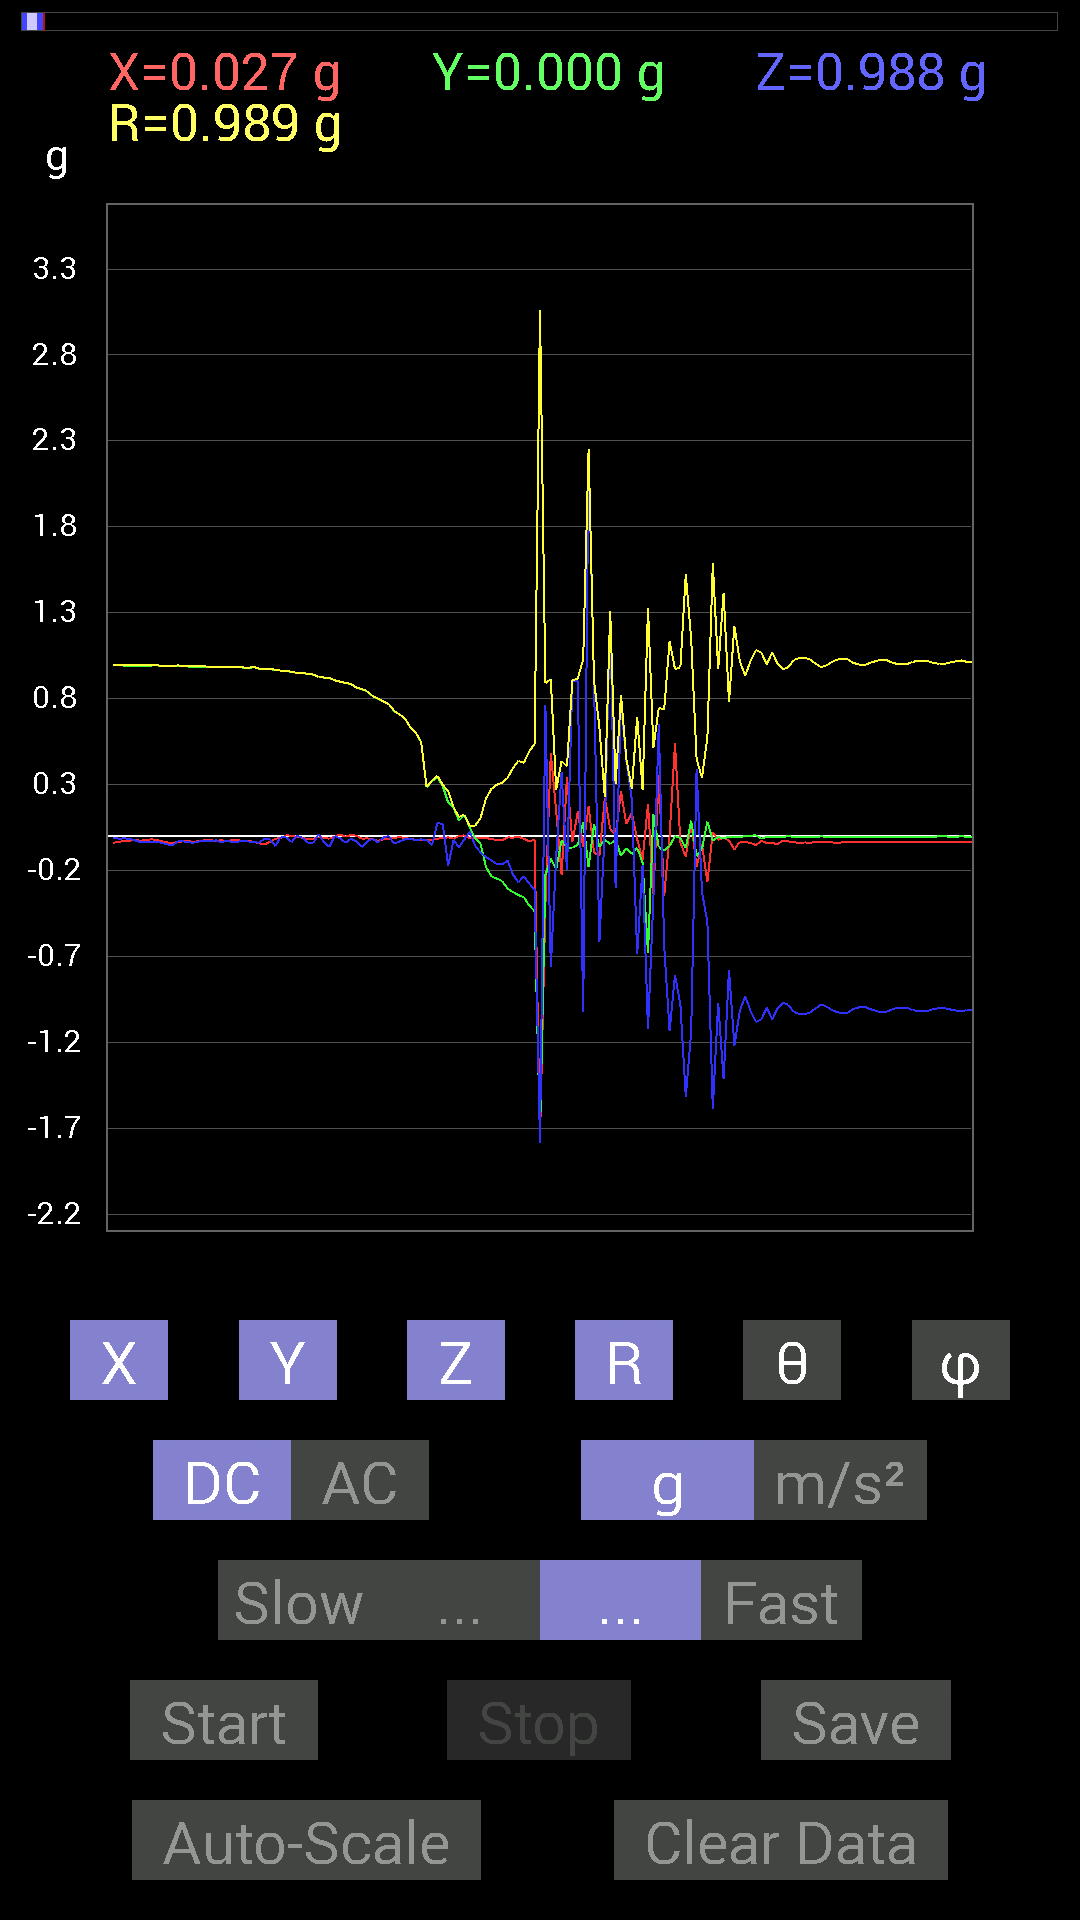 X=0.027 g Y=0.000 g Z=0.988 g
R=0.989 g
g
3.3
2.8
2.3
1.8
1.3
0.8
0.3
-0.2
-0.7
-1.2
-1.7
-2.2
X Y Z R θ φ
DC AC g m/s²
Slow ... ... Fast
Start Stop Save
Auto-Scale Clear Data